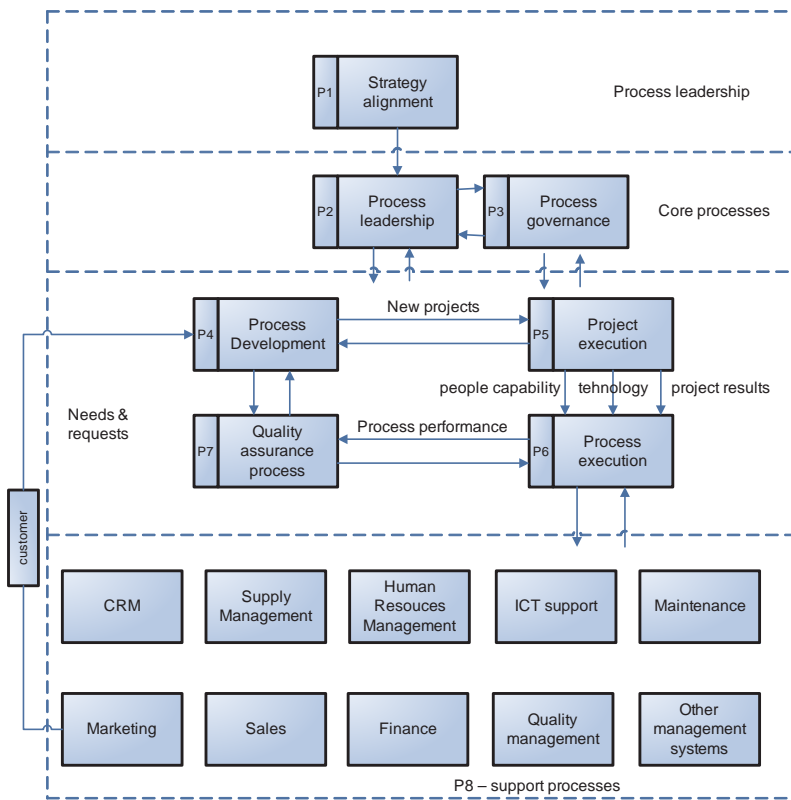 P1
Strategy
alignment
Process leadership
P2
Process
leadership
P3
Process
governance
Core processes
P4
Process
Development
New projects
P5
Project
execution
people capability
tehnology
project results
Needs &
requests
P7
Quality
assurance
process
Process performance
P6
Process
execution
customer
CRM
Supply
Management
Human
Resouces
Management
ICT support
Maintenance
Marketing
Sales
Finance
Quality
management
Other
management
systems
P8 – support processes